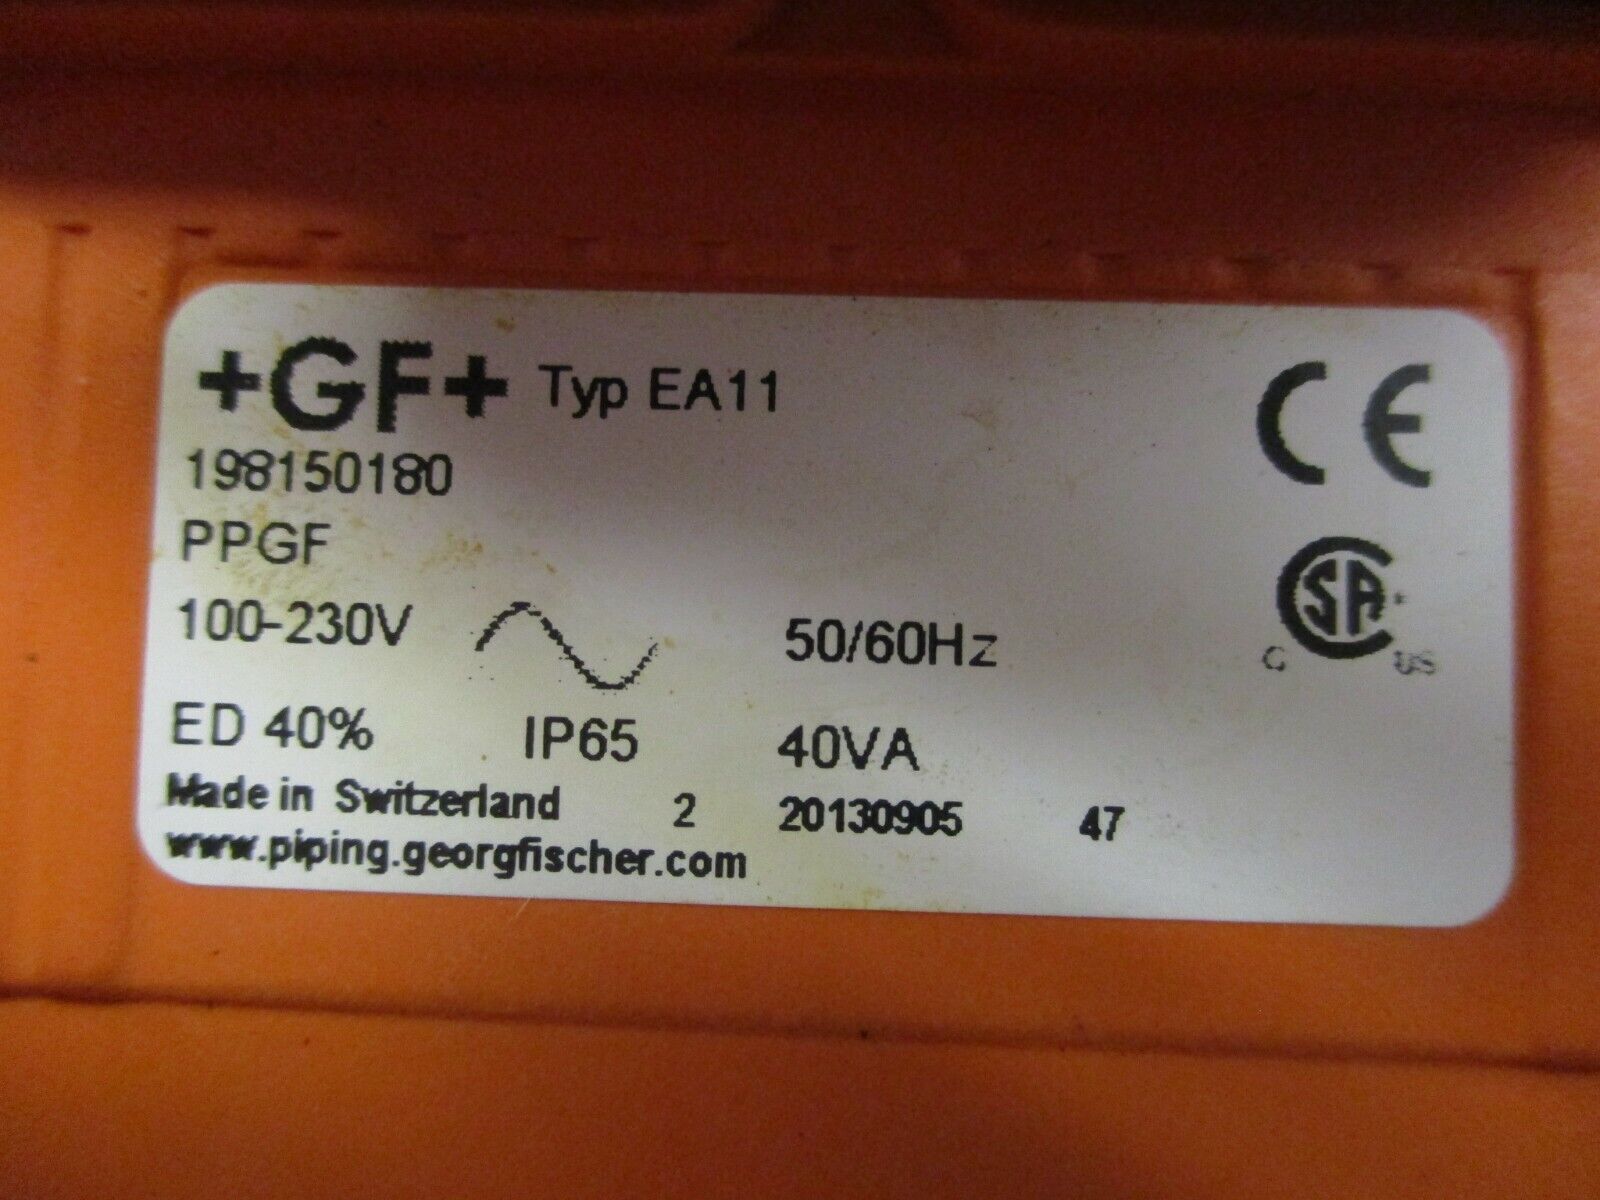 +GF+ Typ EA11
CE
198150180
PPGF
CSA
C US
100-230V 50/60Hz
ED 40% IP65 40VA
Made in Switzerland 2 20130905 47
www.piping.georgfischer.com